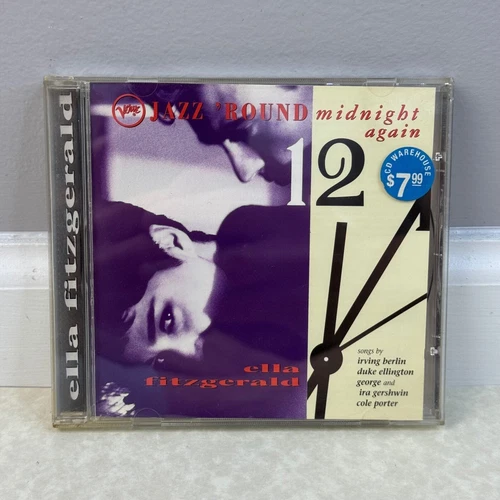 ella fitzgerald
Verve JAZZ 'ROUND midnight
again
12
CD WAREHOUSE
$7.99
ella
fitzgerald
songs by
irving berlin
duke ellington
george and
ira gershwin
cole porter